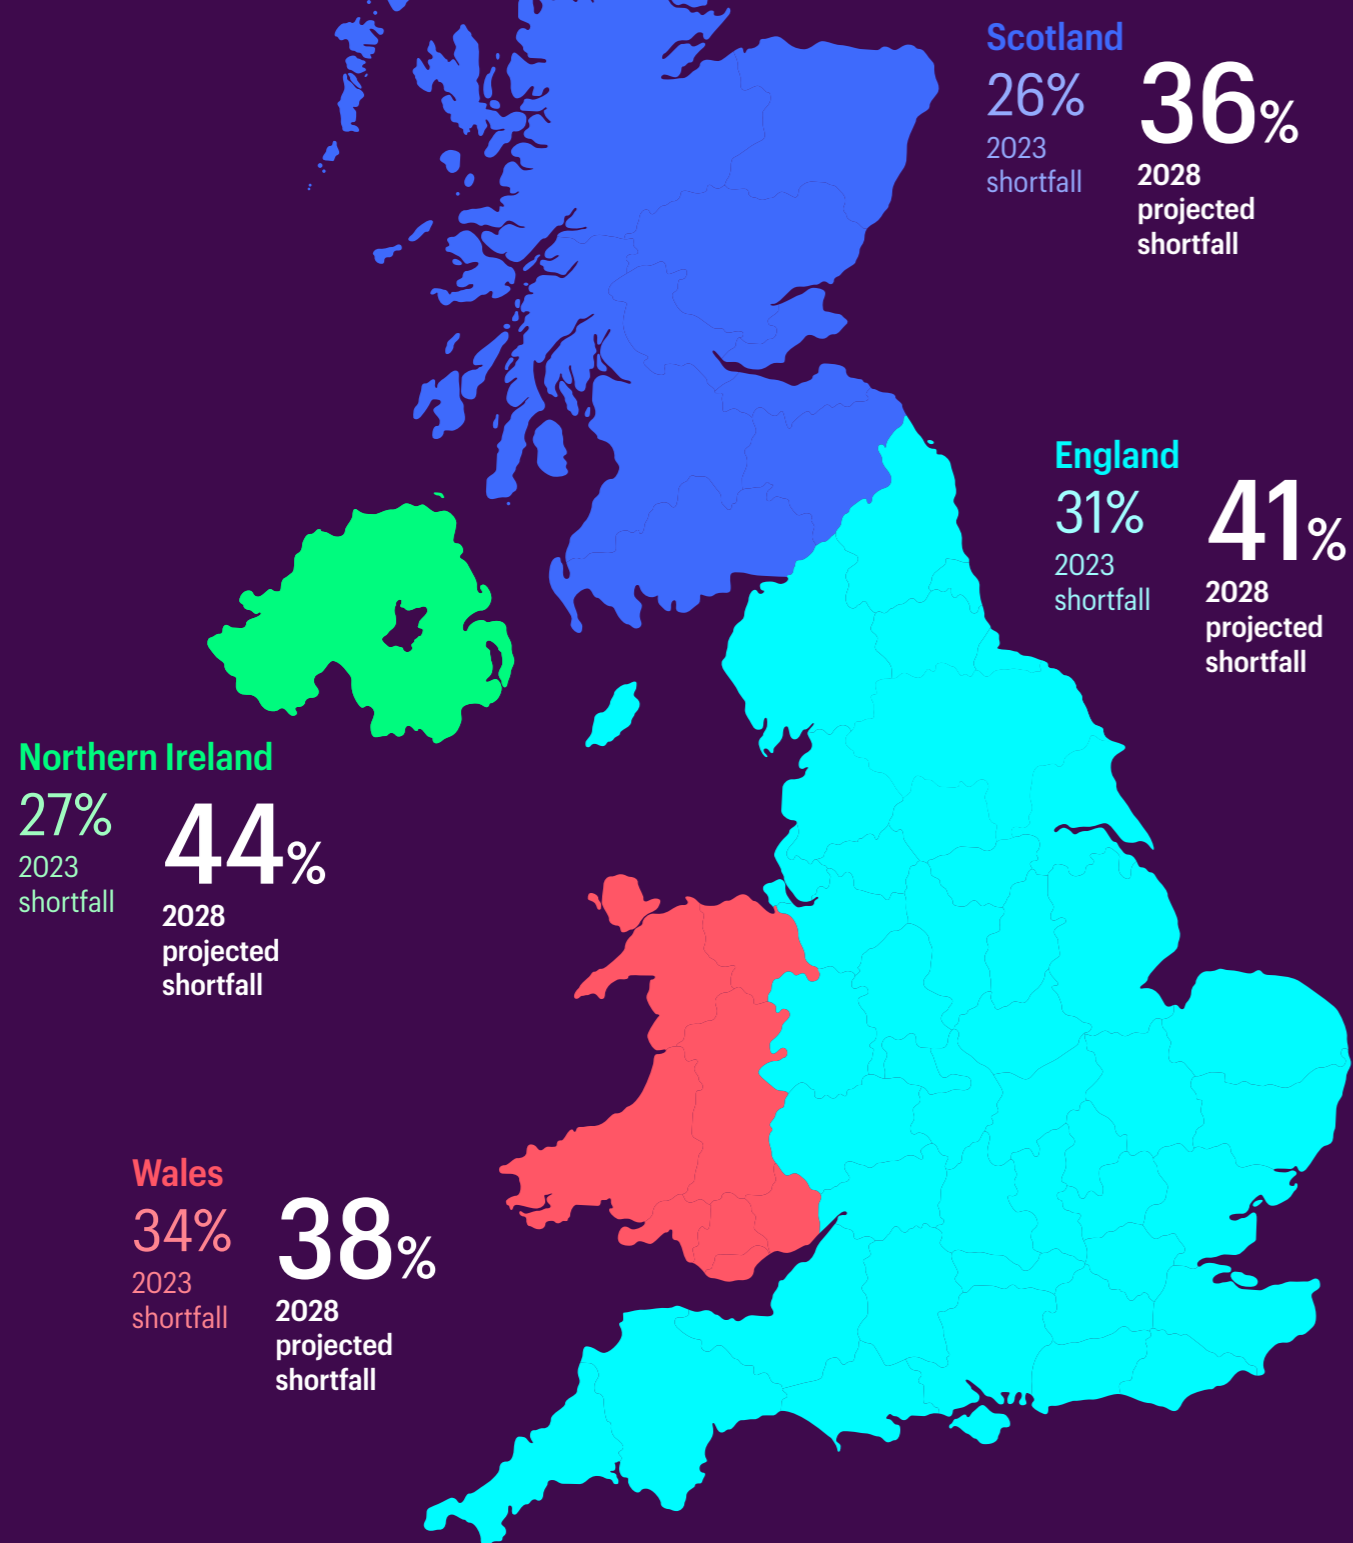 Scotland
26%
2023
shortfall
36%
2028
projected
shortfall
England
31%
2023
shortfall
41%
2028
projected
shortfall
Northern Ireland
27%
2023
shortfall
44%
2028
projected
shortfall
Wales
34%
2023
shortfall
38%
2028
projected
shortfall